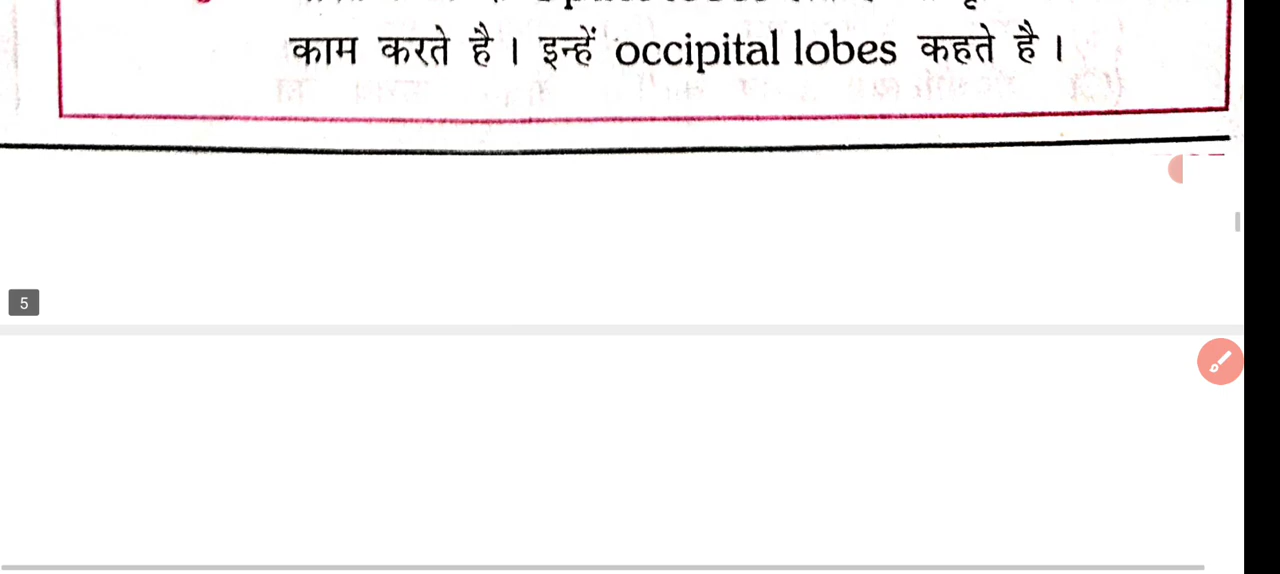 काम करते है । इन्हें occipital lobes कहते है ।
5